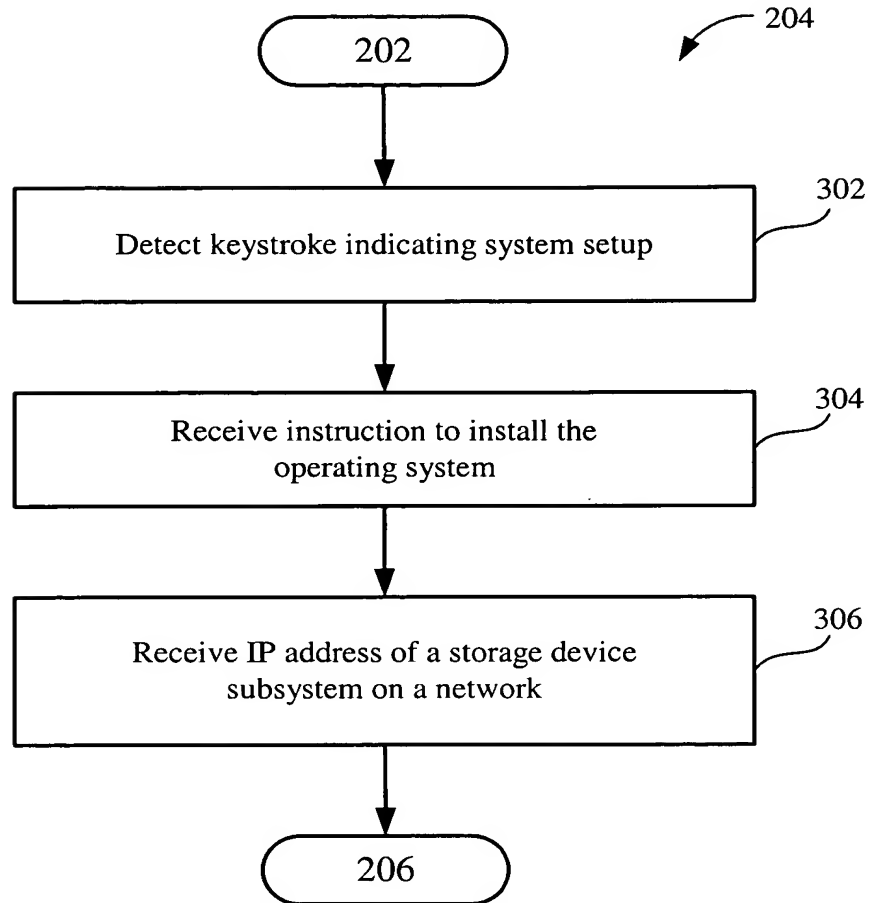 204
202
302
Detect keystroke indicating system setup
304
Receive instruction to install the
operating system
306
Receive IP address of a storage device
subsystem on a network
206